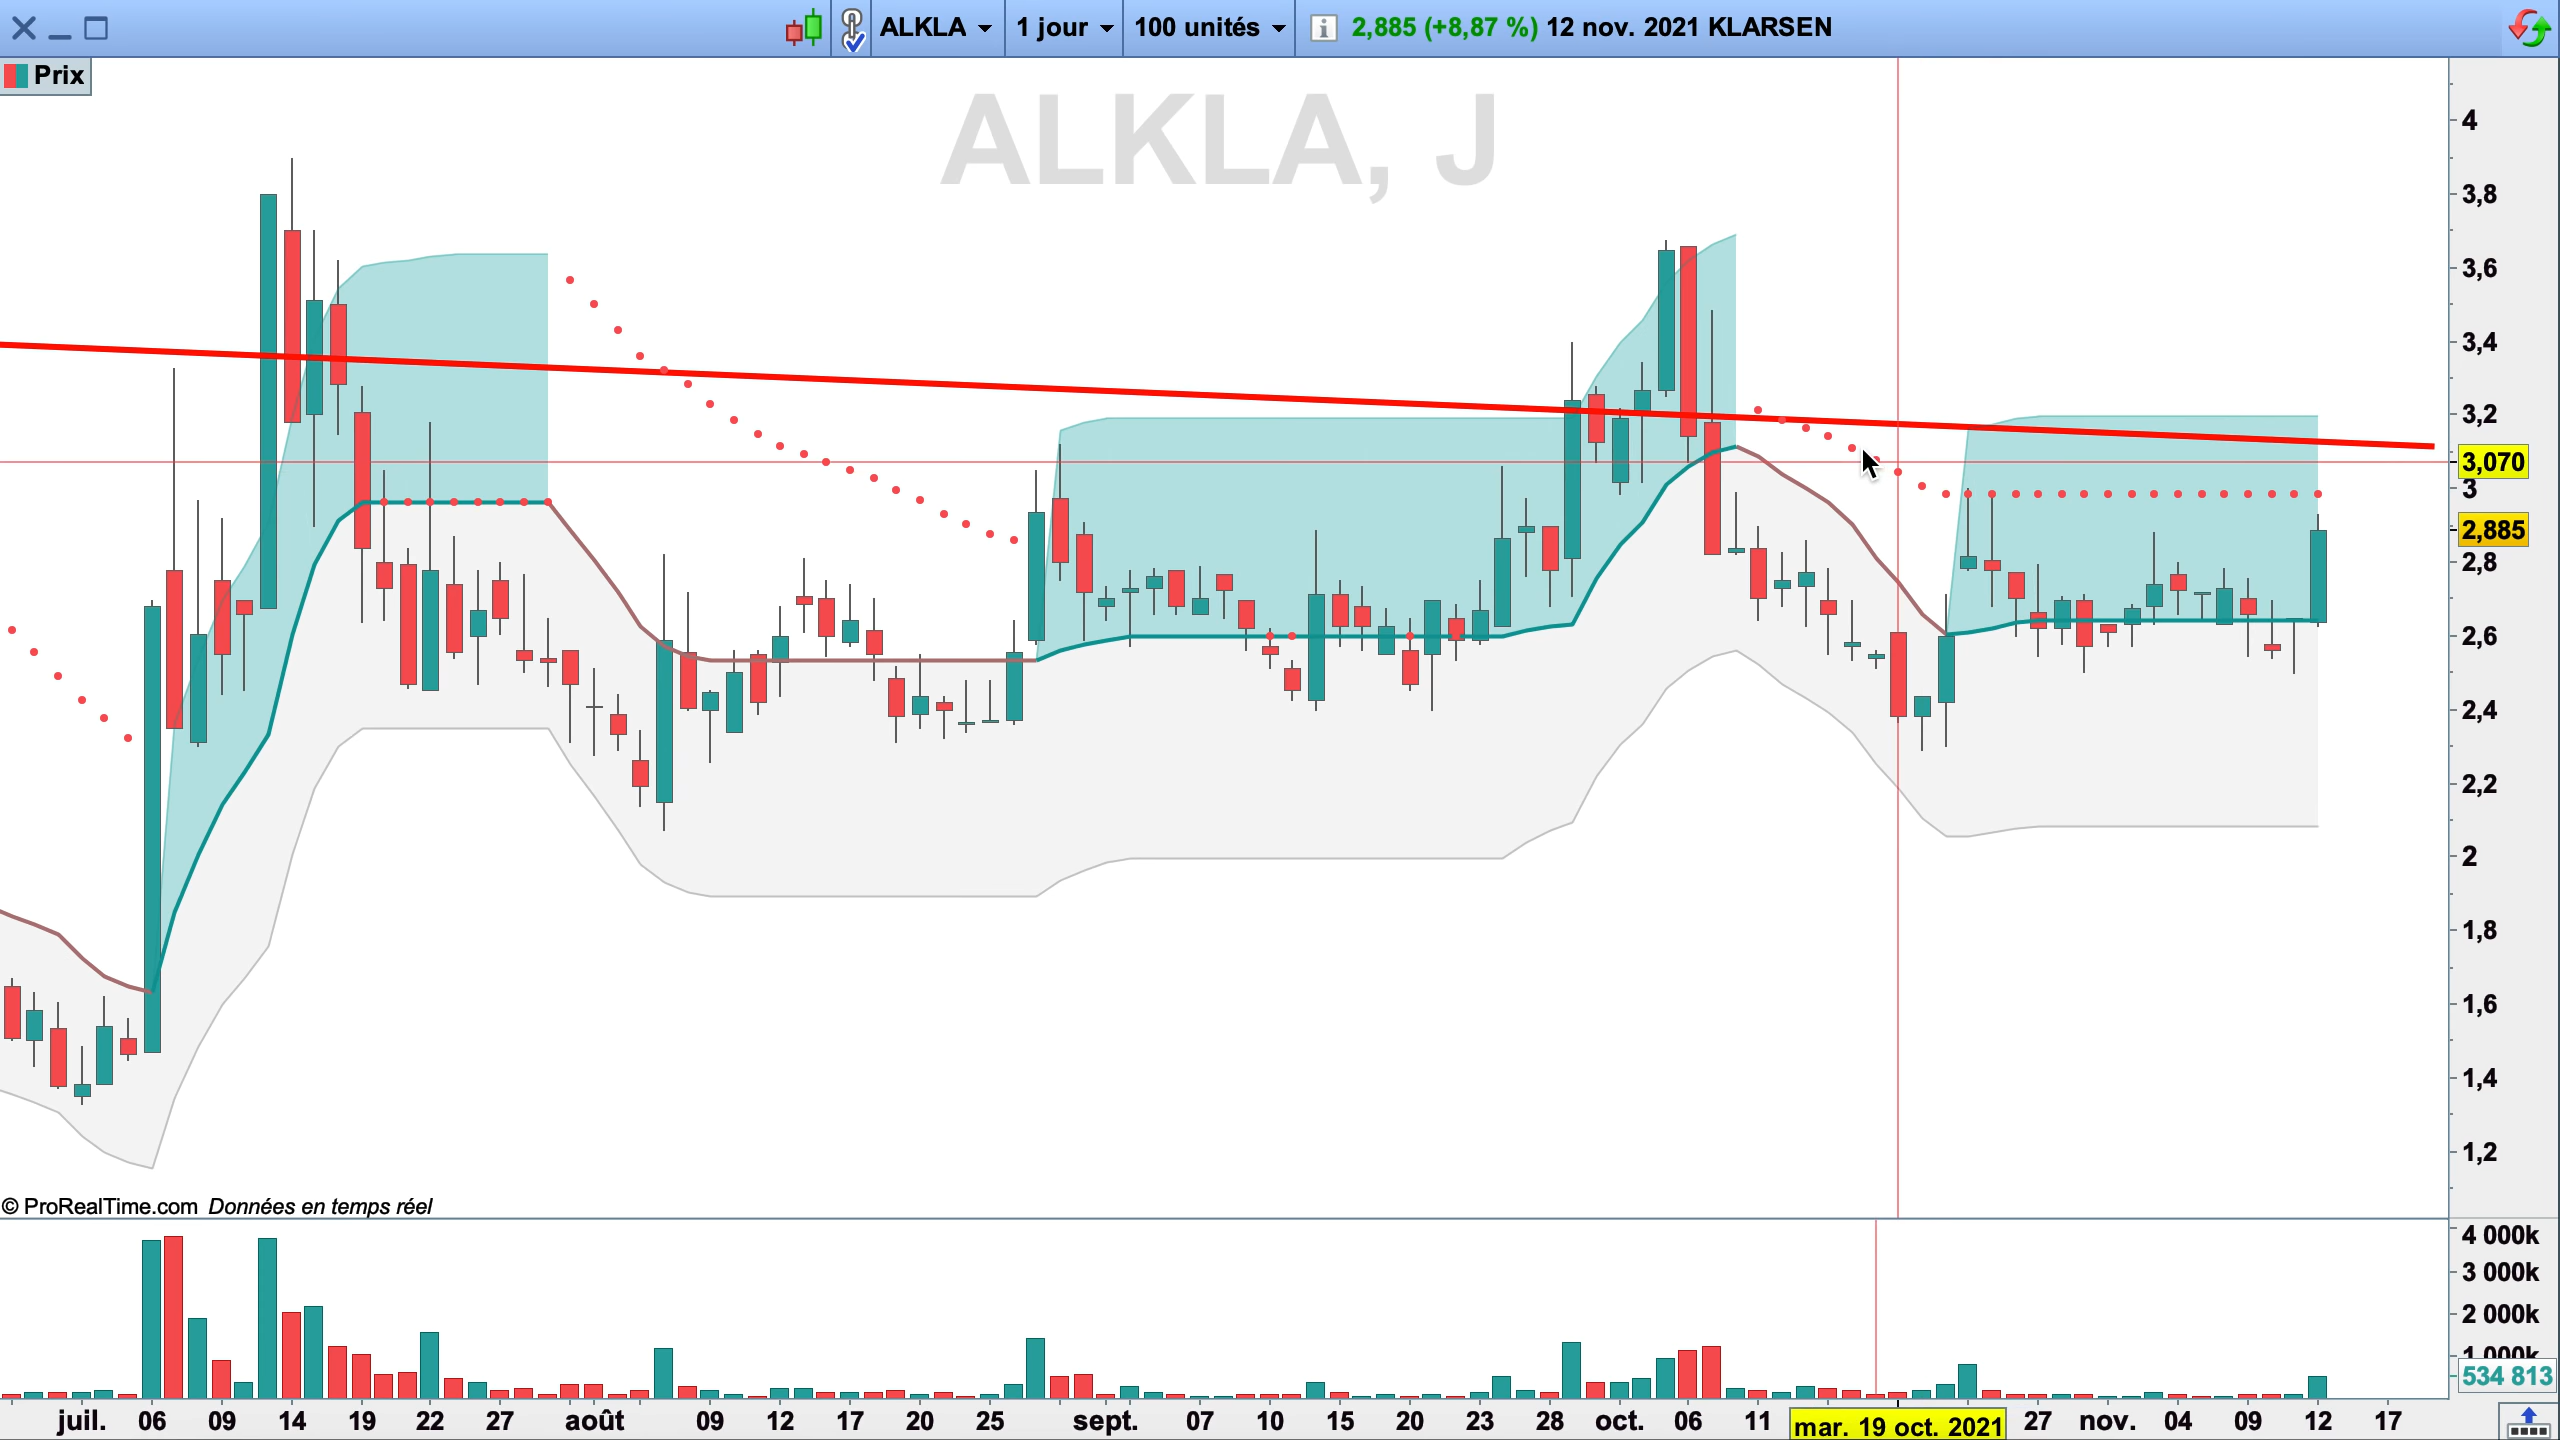 ALKLA 1 jour 100 unités 2,885 (+8,87 %) 12 nov. 2021 KLARSEN
Prix
ALKLA, J
4
3,8
3,6
3,4
3,2
3,070
3
2,885
2,8
2,6
2,4
2,2
2
1,8
1,6
1,4
1,2
© ProRealTime.com Données en temps réel
4 000k
3 000k
2 000k
1 000k
534 813
juil. 06 09 14 19 22 27 août 09 12 17 20 25 sept. 07 10 15 20 23 28 oct. 06 11 mar. 19 oct. 2021 27 nov. 04 09 12 17